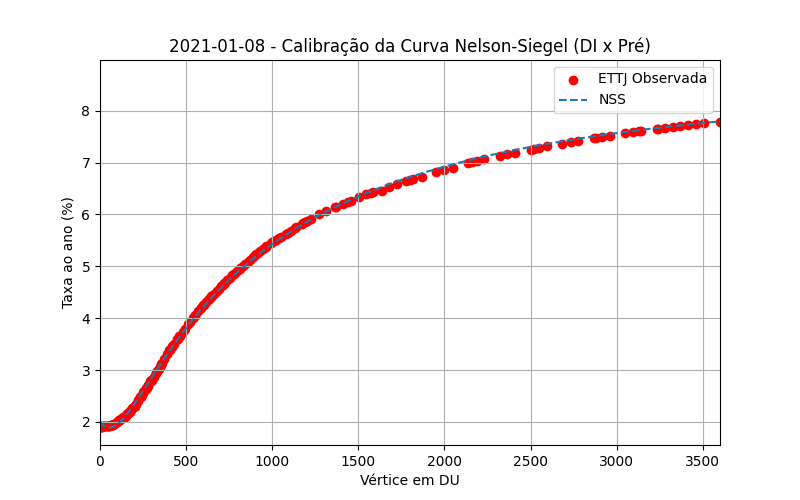 2021-01-08 - Calibração da Curva Nelson-Siegel (DI x Pré)
ETTJ Observada
NSS
Taxa ao ano (%)
8
7
6
5
4
3
2
0 500 1000 1500 2000 2500 3000 3500
Vértice em DU